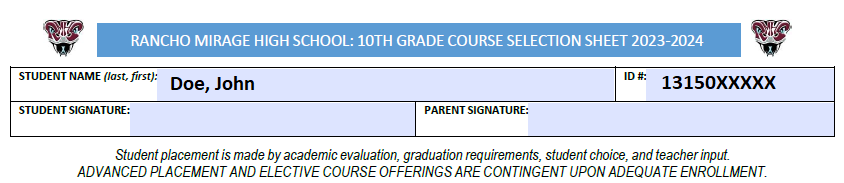 RANCHO MIRAGE HIGH SCHOOL: 10TH GRADE COURSE SELECTION SHEET 2023-2024
STUDENT NAME (last, first): Doe, John ID #: 13150XXXXX
STUDENT SIGNATURE: PARENT SIGNATURE:
Student placement is made by academic evaluation, graduation requirements, student choice, and teacher input.
ADVANCED PLACEMENT AND ELECTIVE COURSE OFFERINGS ARE CONTINGENT UPON ADEQUATE ENROLLMENT.